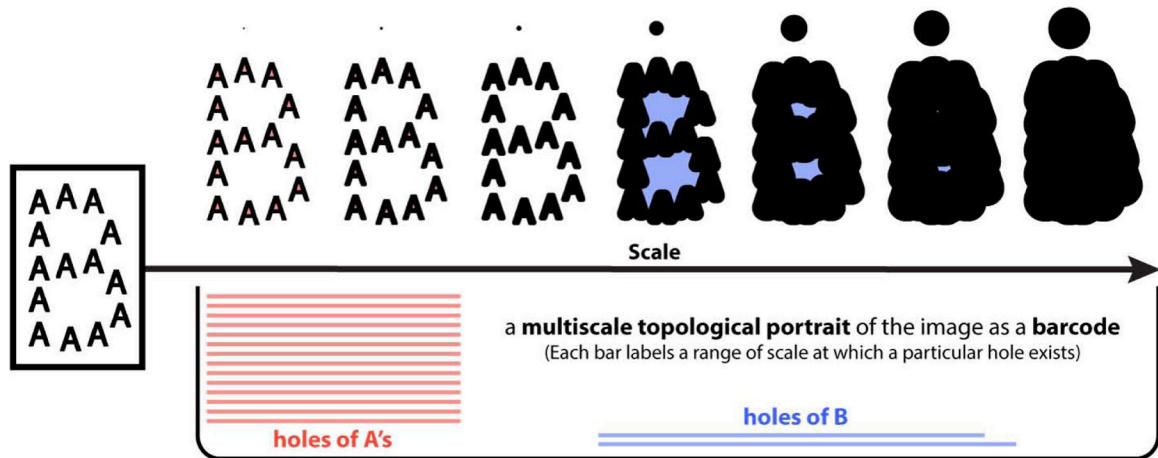 A A A
A A
A A A
A A
A A A A
A A A
A A
A A A
A A
A A A A
A A A
A A
A A A
A A
A A A A
A A A
A A
A A A
A A
A A A A
Scale
a multiscale topological portrait of the image as a barcode
(Each bar labels a range of scale at which a particular hole exists)
holes of B
holes of A's